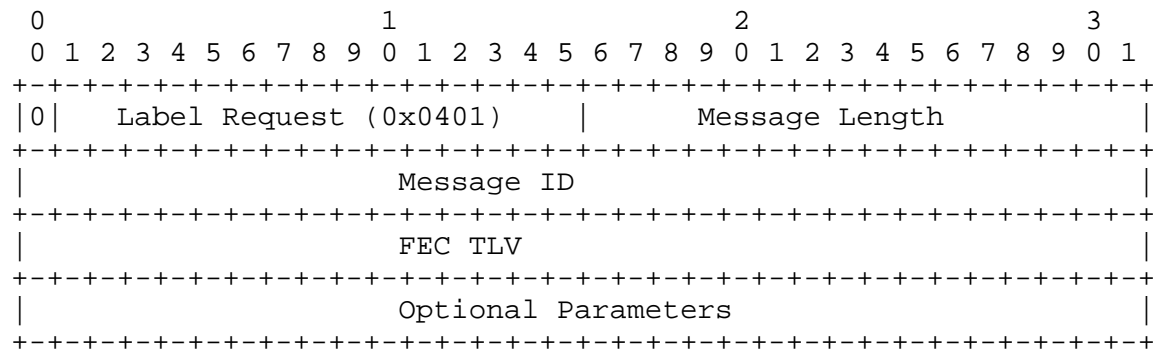 0                   1                   2                   3
 0 1 2 3 4 5 6 7 8 9 0 1 2 3 4 5 6 7 8 9 0 1 2 3 4 5 6 7 8 9 0 1
+-+-+-+-+-+-+-+-+-+-+-+-+-+-+-+-+-+-+-+-+-+-+-+-+-+-+-+-+-+-+-+-+
|0|   Label Request (0x0401)    |      Message Length           |
+-+-+-+-+-+-+-+-+-+-+-+-+-+-+-+-+-+-+-+-+-+-+-+-+-+-+-+-+-+-+-+-+
|                     Message ID                                |
+-+-+-+-+-+-+-+-+-+-+-+-+-+-+-+-+-+-+-+-+-+-+-+-+-+-+-+-+-+-+-+-+
|                     FEC TLV                                   |
+-+-+-+-+-+-+-+-+-+-+-+-+-+-+-+-+-+-+-+-+-+-+-+-+-+-+-+-+-+-+-+-+
|                     Optional Parameters                       |
+-+-+-+-+-+-+-+-+-+-+-+-+-+-+-+-+-+-+-+-+-+-+-+-+-+-+-+-+-+-+-+-+